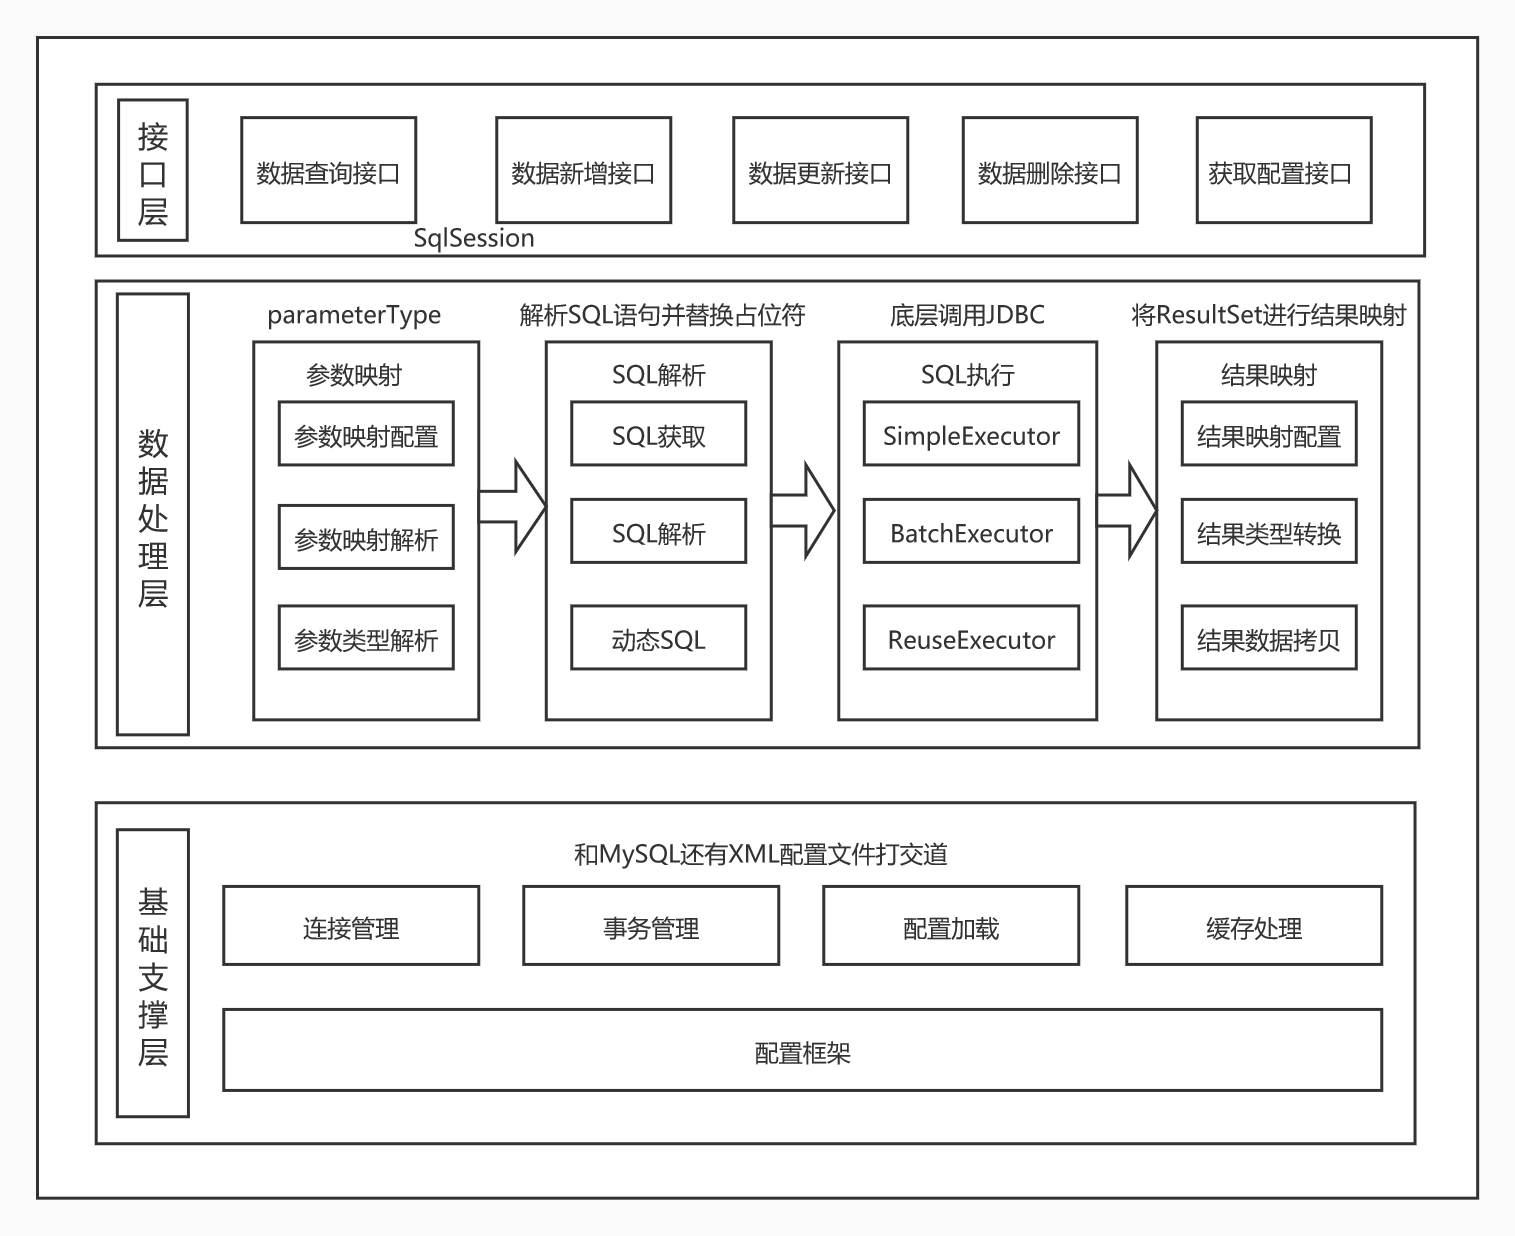 接口层
数据查询接口
数据新增接口
数据更新接口
数据删除接口
获取配置接口
SqlSession
数据处理层
parameterType
解析SQL语句并替换占位符
底层调用JDBC
将ResultSet进行结果映射
参数映射
参数映射配置
参数映射解析
参数类型解析
SQL解析
SQL获取
SQL解析
动态SQL
SQL执行
SimpleExecutor
BatchExecutor
ReuseExecutor
结果映射
结果映射配置
结果类型转换
结果数据拷贝
基础支撑层
和MySQL还有XML配置文件打交道
连接管理
事务管理
配置加载
缓存处理
配置框架